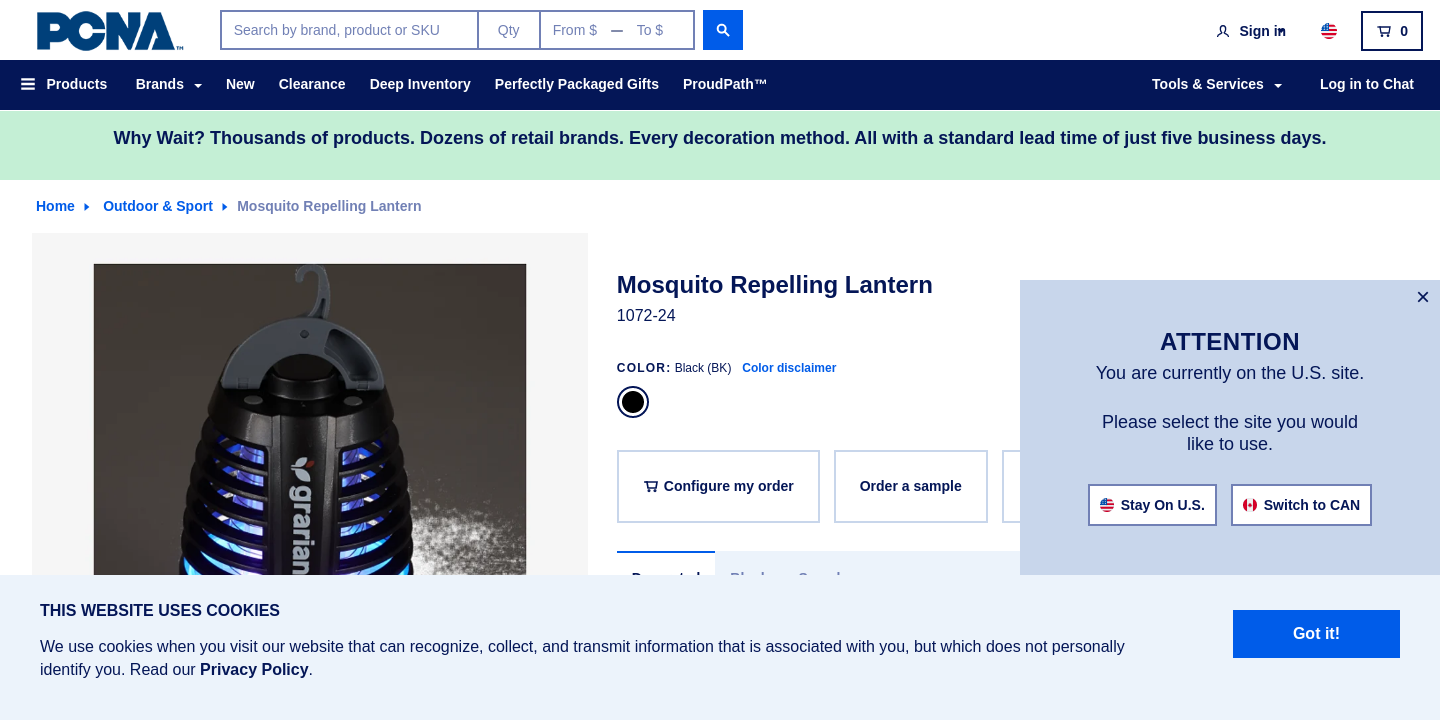 PCNA™
Search by brand, product or SKU
Qty
From $ — To $
Sign in
0
Products
Brands
New
Clearance
Deep Inventory
Perfectly Packaged Gifts
ProudPath™
Tools & Services
Log in to Chat
Why Wait? Thousands of products. Dozens of retail brands. Every decoration method. All with a standard lead time of just five business days.
Home
Outdoor & Sport
Mosquito Repelling Lantern
grarian
Mosquito Repelling Lantern
1072-24
COLOR: Black (BK) Color disclaimer
Configure my order
Order a sample
×
ATTENTION
You are currently on the U.S. site.
Please select the site you would
like to use.
Stay On U.S.
Switch to CAN
THIS WEBSITE USES COOKIES
We use cookies when you visit our website that can recognize, collect, and transmit information that is associated with you, but which does not personally
identify you. Read our Privacy Policy.
Got it!